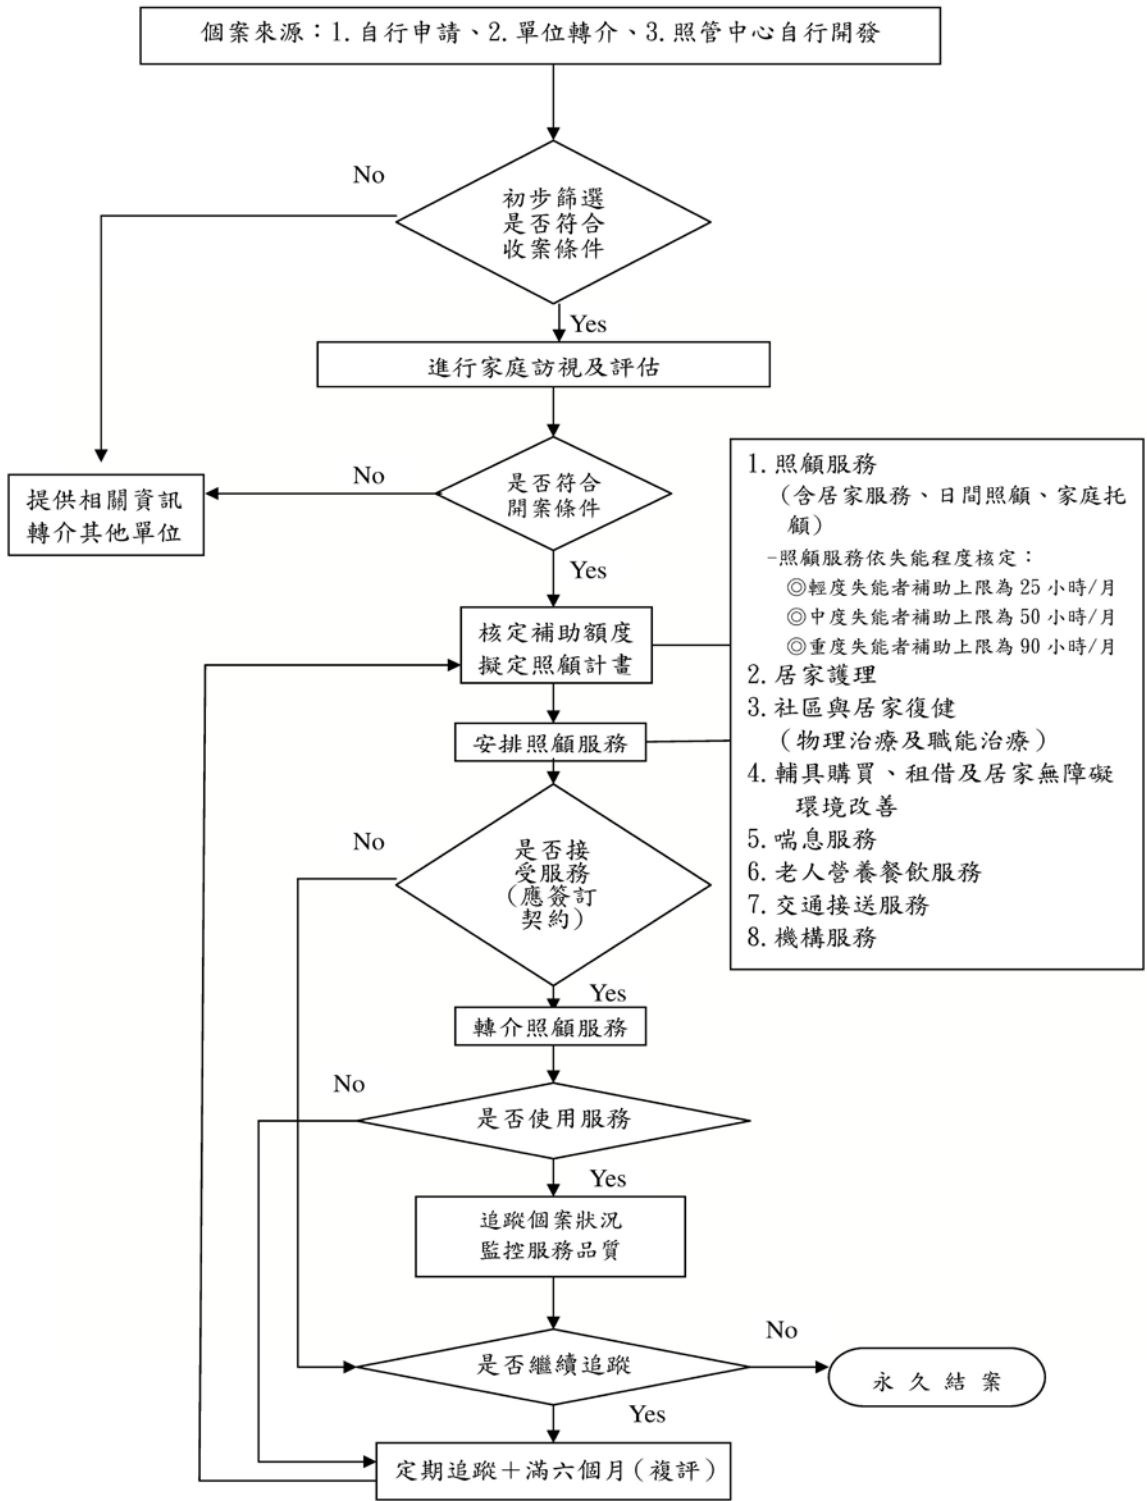 個案來源：1.自行申請、2.單位轉介、3.照管中心自行開發
No
初步篩選
是否符合
收案條件
Yes
進行家庭訪視及評估
No
是否符合
開案條件
提供相關資訊
轉介其他單位
Yes
核定補助額度
擬定照顧計畫
安排照顧服務
1.照顧服務
（含居家服務、日間照顧、家庭托
顧）
-照顧服務依失能程度核定：
◎輕度失能者補助上限為 25 小時/月
◎中度失能者補助上限為 50 小時/月
◎重度失能者補助上限為 90 小時/月
2.居家護理
3.社區與居家復健
（物理治療及職能治療）
4.輔具購買、租借及居家無障礙
環境改善
5.喘息服務
6.老人營養餐飲服務
7.交通接送服務
8.機構服務
No
是否接
受服務
(應簽訂
契約)
Yes
轉介照顧服務
No
是否使用服務
Yes
追蹤個案狀況
監控服務品質
是否繼續追蹤
No
永久結案
Yes
定期追蹤＋滿六個月(複評)